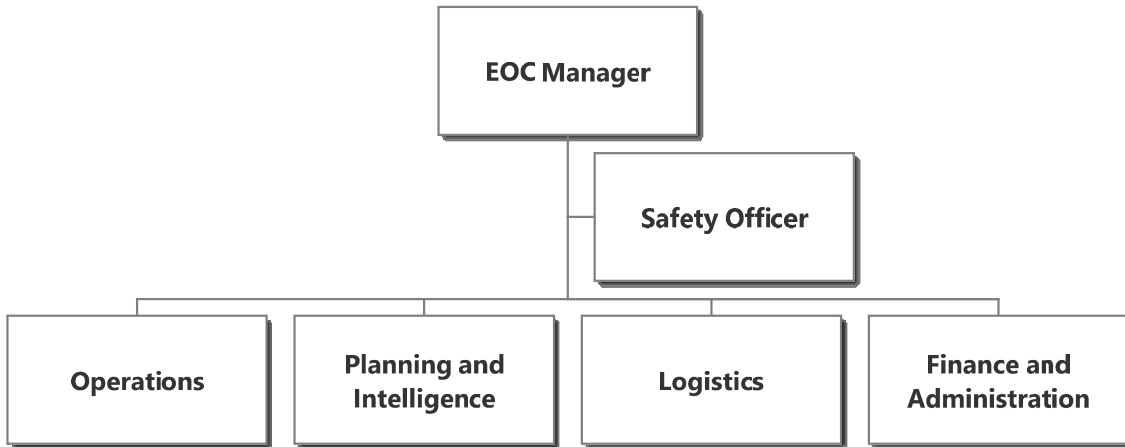 EOC Manager
Safety Officer
Operations
Planning and
Intelligence
Logistics
Finance and
Administration